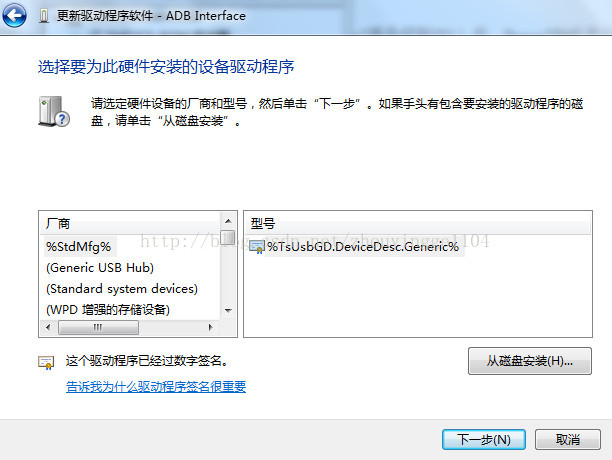 更新驱动程序软件 - ADB Interface
选择要为此硬件安装的设备驱动程序
请选定硬件设备的厂商和型号，然后单击“下一步”。如果手头有包含要安装的驱动程序的磁
盘，请单击“从磁盘安装”。
厂商
型号
%StdMfg%
%TsUsbGD.DeviceDesc.Generic%
(Generic USB Hub)
(Standard system devices)
(WPD 增强的存储设备)
这个驱动程序已经过数字签名。
从磁盘安装(H)...
告诉我为什么驱动程序签名很重要
下一步(N)
取消